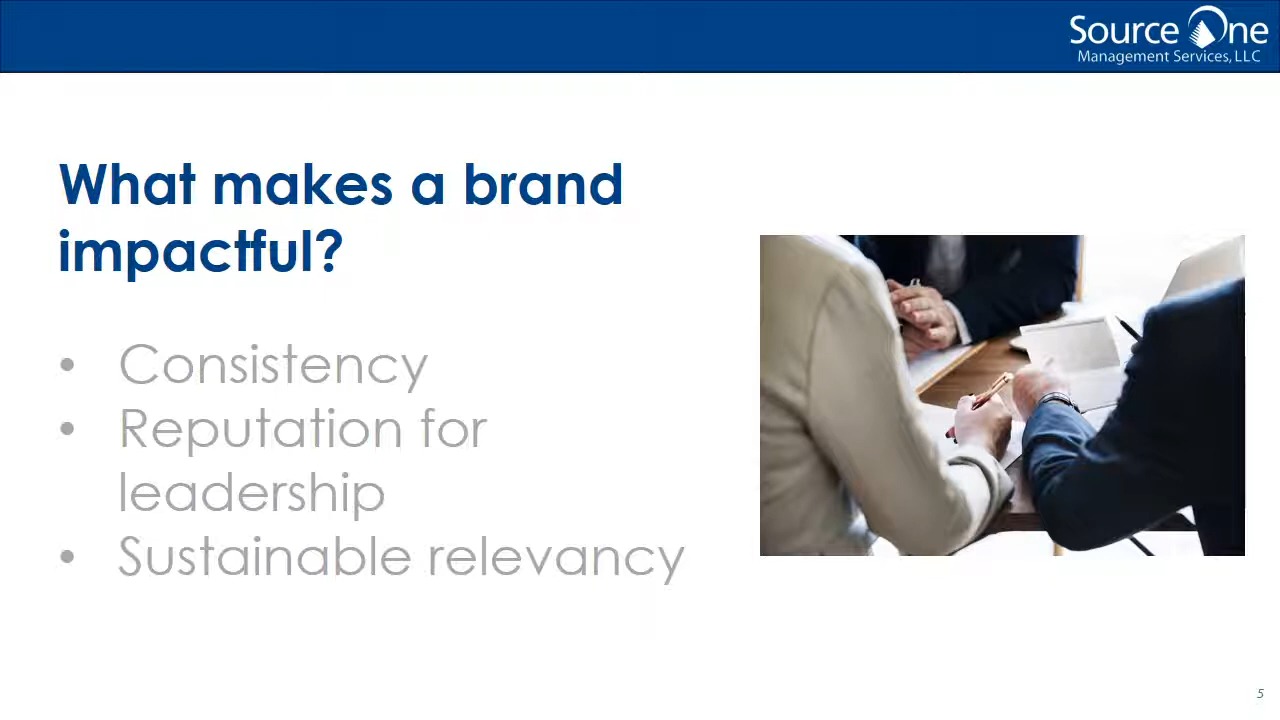 Source One
Management Services, LLC
What makes a brand
impactful?
• Consistency
• Reputation for
leadership
• Sustainable relevancy
5